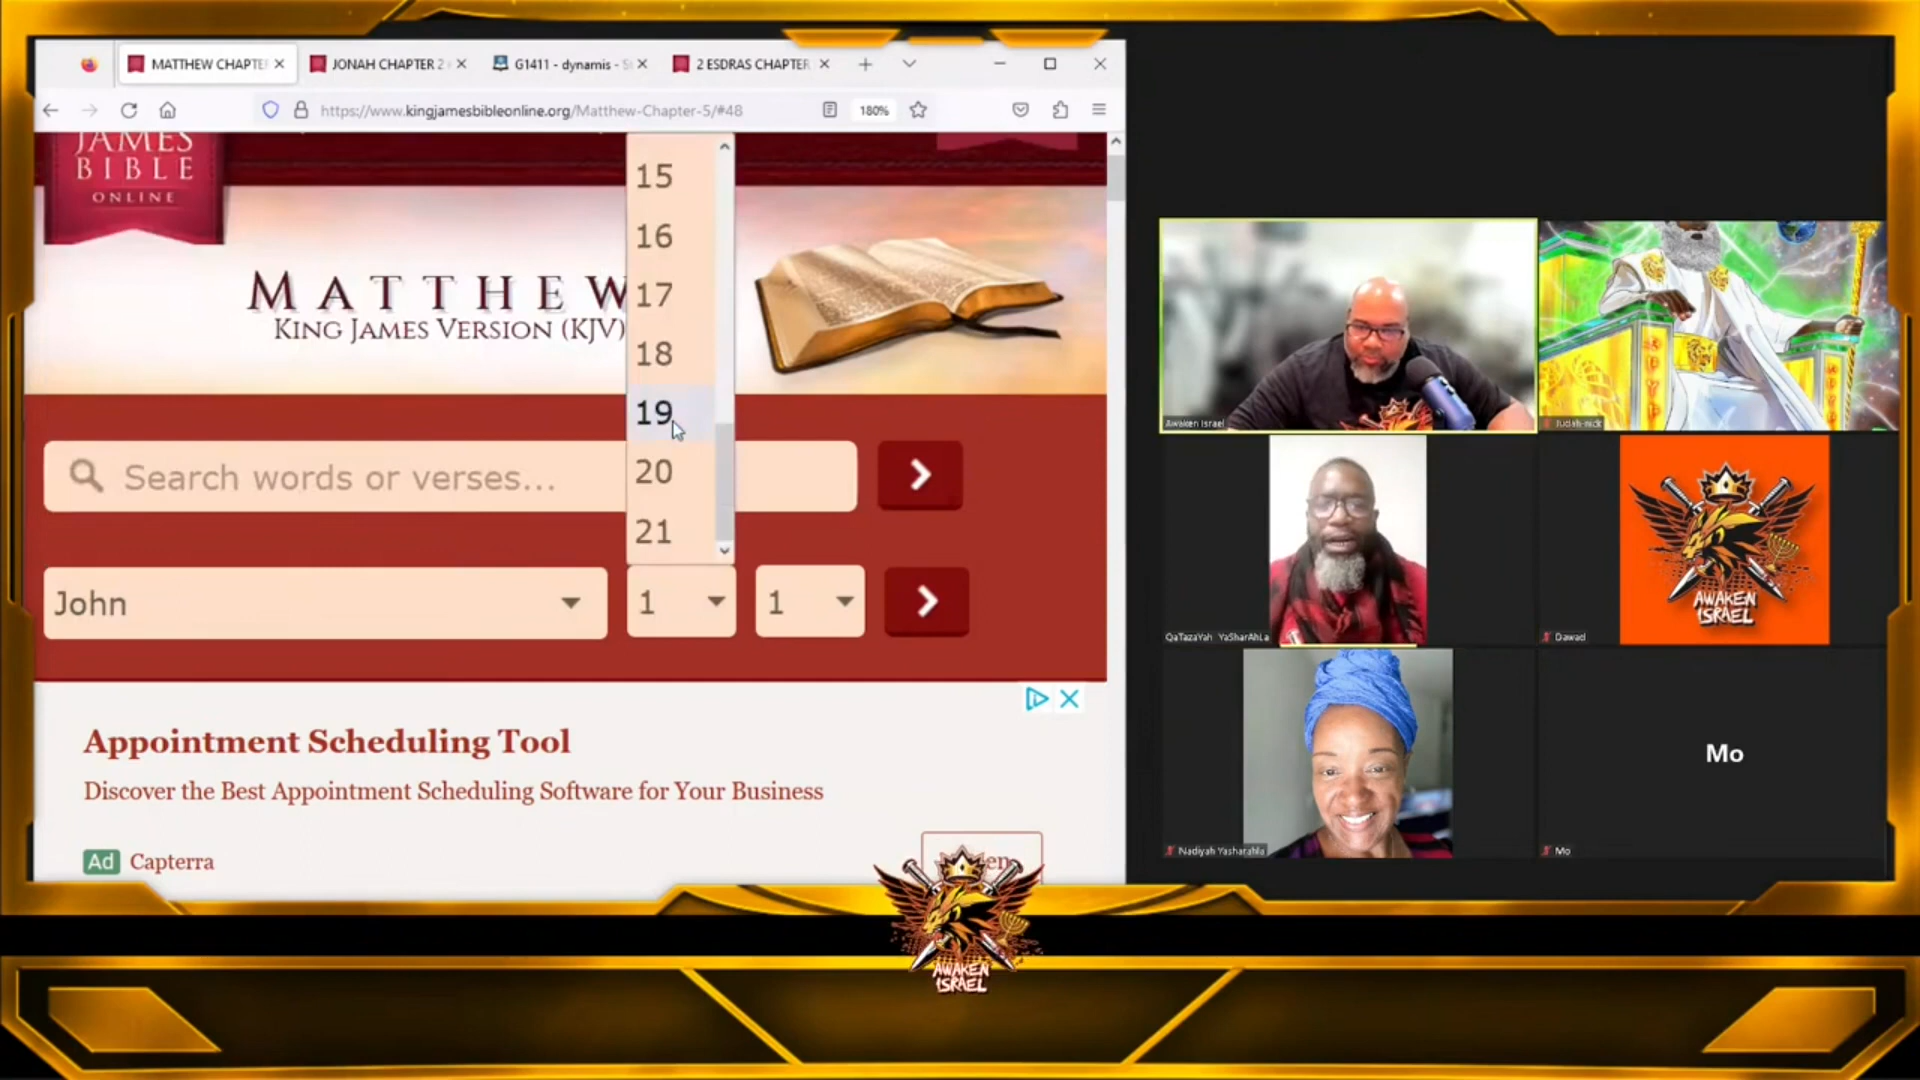 MATTHEW CHAPTE
JONAH CHAPTER 2
G1411 - dynamis - S
2 ESDRAS CHAPTER
https://www.kingjamesbibleonline.org/Matthew-Chapter-5/#48
180%
JAMES
BIBLE
ONLINE
MATTHEW
KING JAMES VERSION (KJV)
15
16
17
18
19
20
21
Search words or verses...
John
1
1
Appointment Scheduling Tool
Discover the Best Appointment Scheduling Software for Your Business
Ad Capterra
Awaken Israel
Judah-nick
QaTazaYah YaSharAhLa
Dawad
AWAKEN
ISRAEL
Nadiyah Yasharahla
Mo
Mo
AWAKEN
ISRAEL